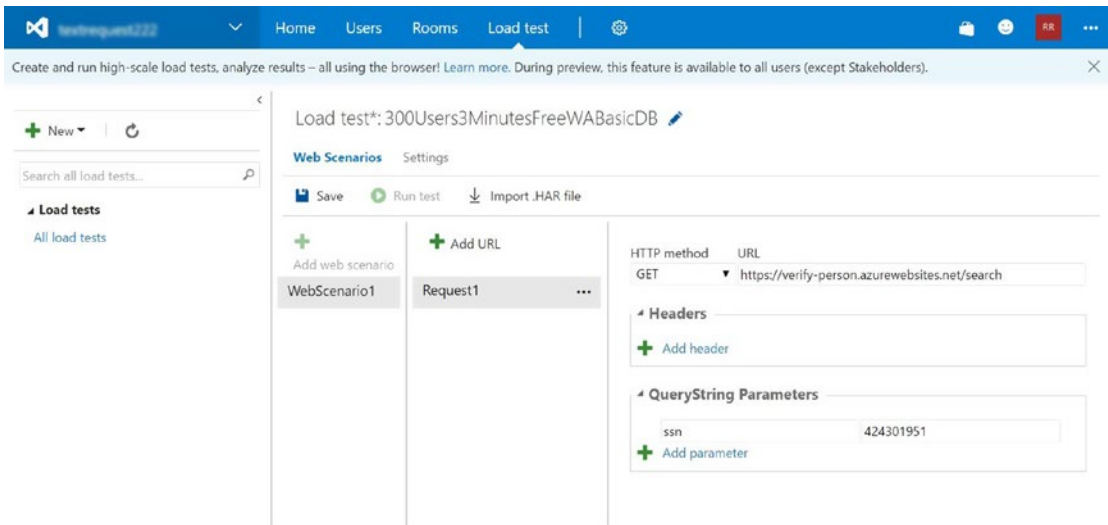 Home Users Rooms Load test RR
Create and run high-scale load tests, analyze results – all using the browser! Learn more. During preview, this feature is available to all users (except Stakeholders).
New
Search all load tests...
Load tests
All load tests
Load test*: 300Users3MinutesFreeWABasicDB
Web Scenarios Settings
Save Run test Import .HAR file
Add web scenario
WebScenario1
Add URL
Request1
HTTP method URL
GET https://verify-person.azurewebsites.net/search
Headers
Add header
QueryString Parameters
ssn 424301951
Add parameter